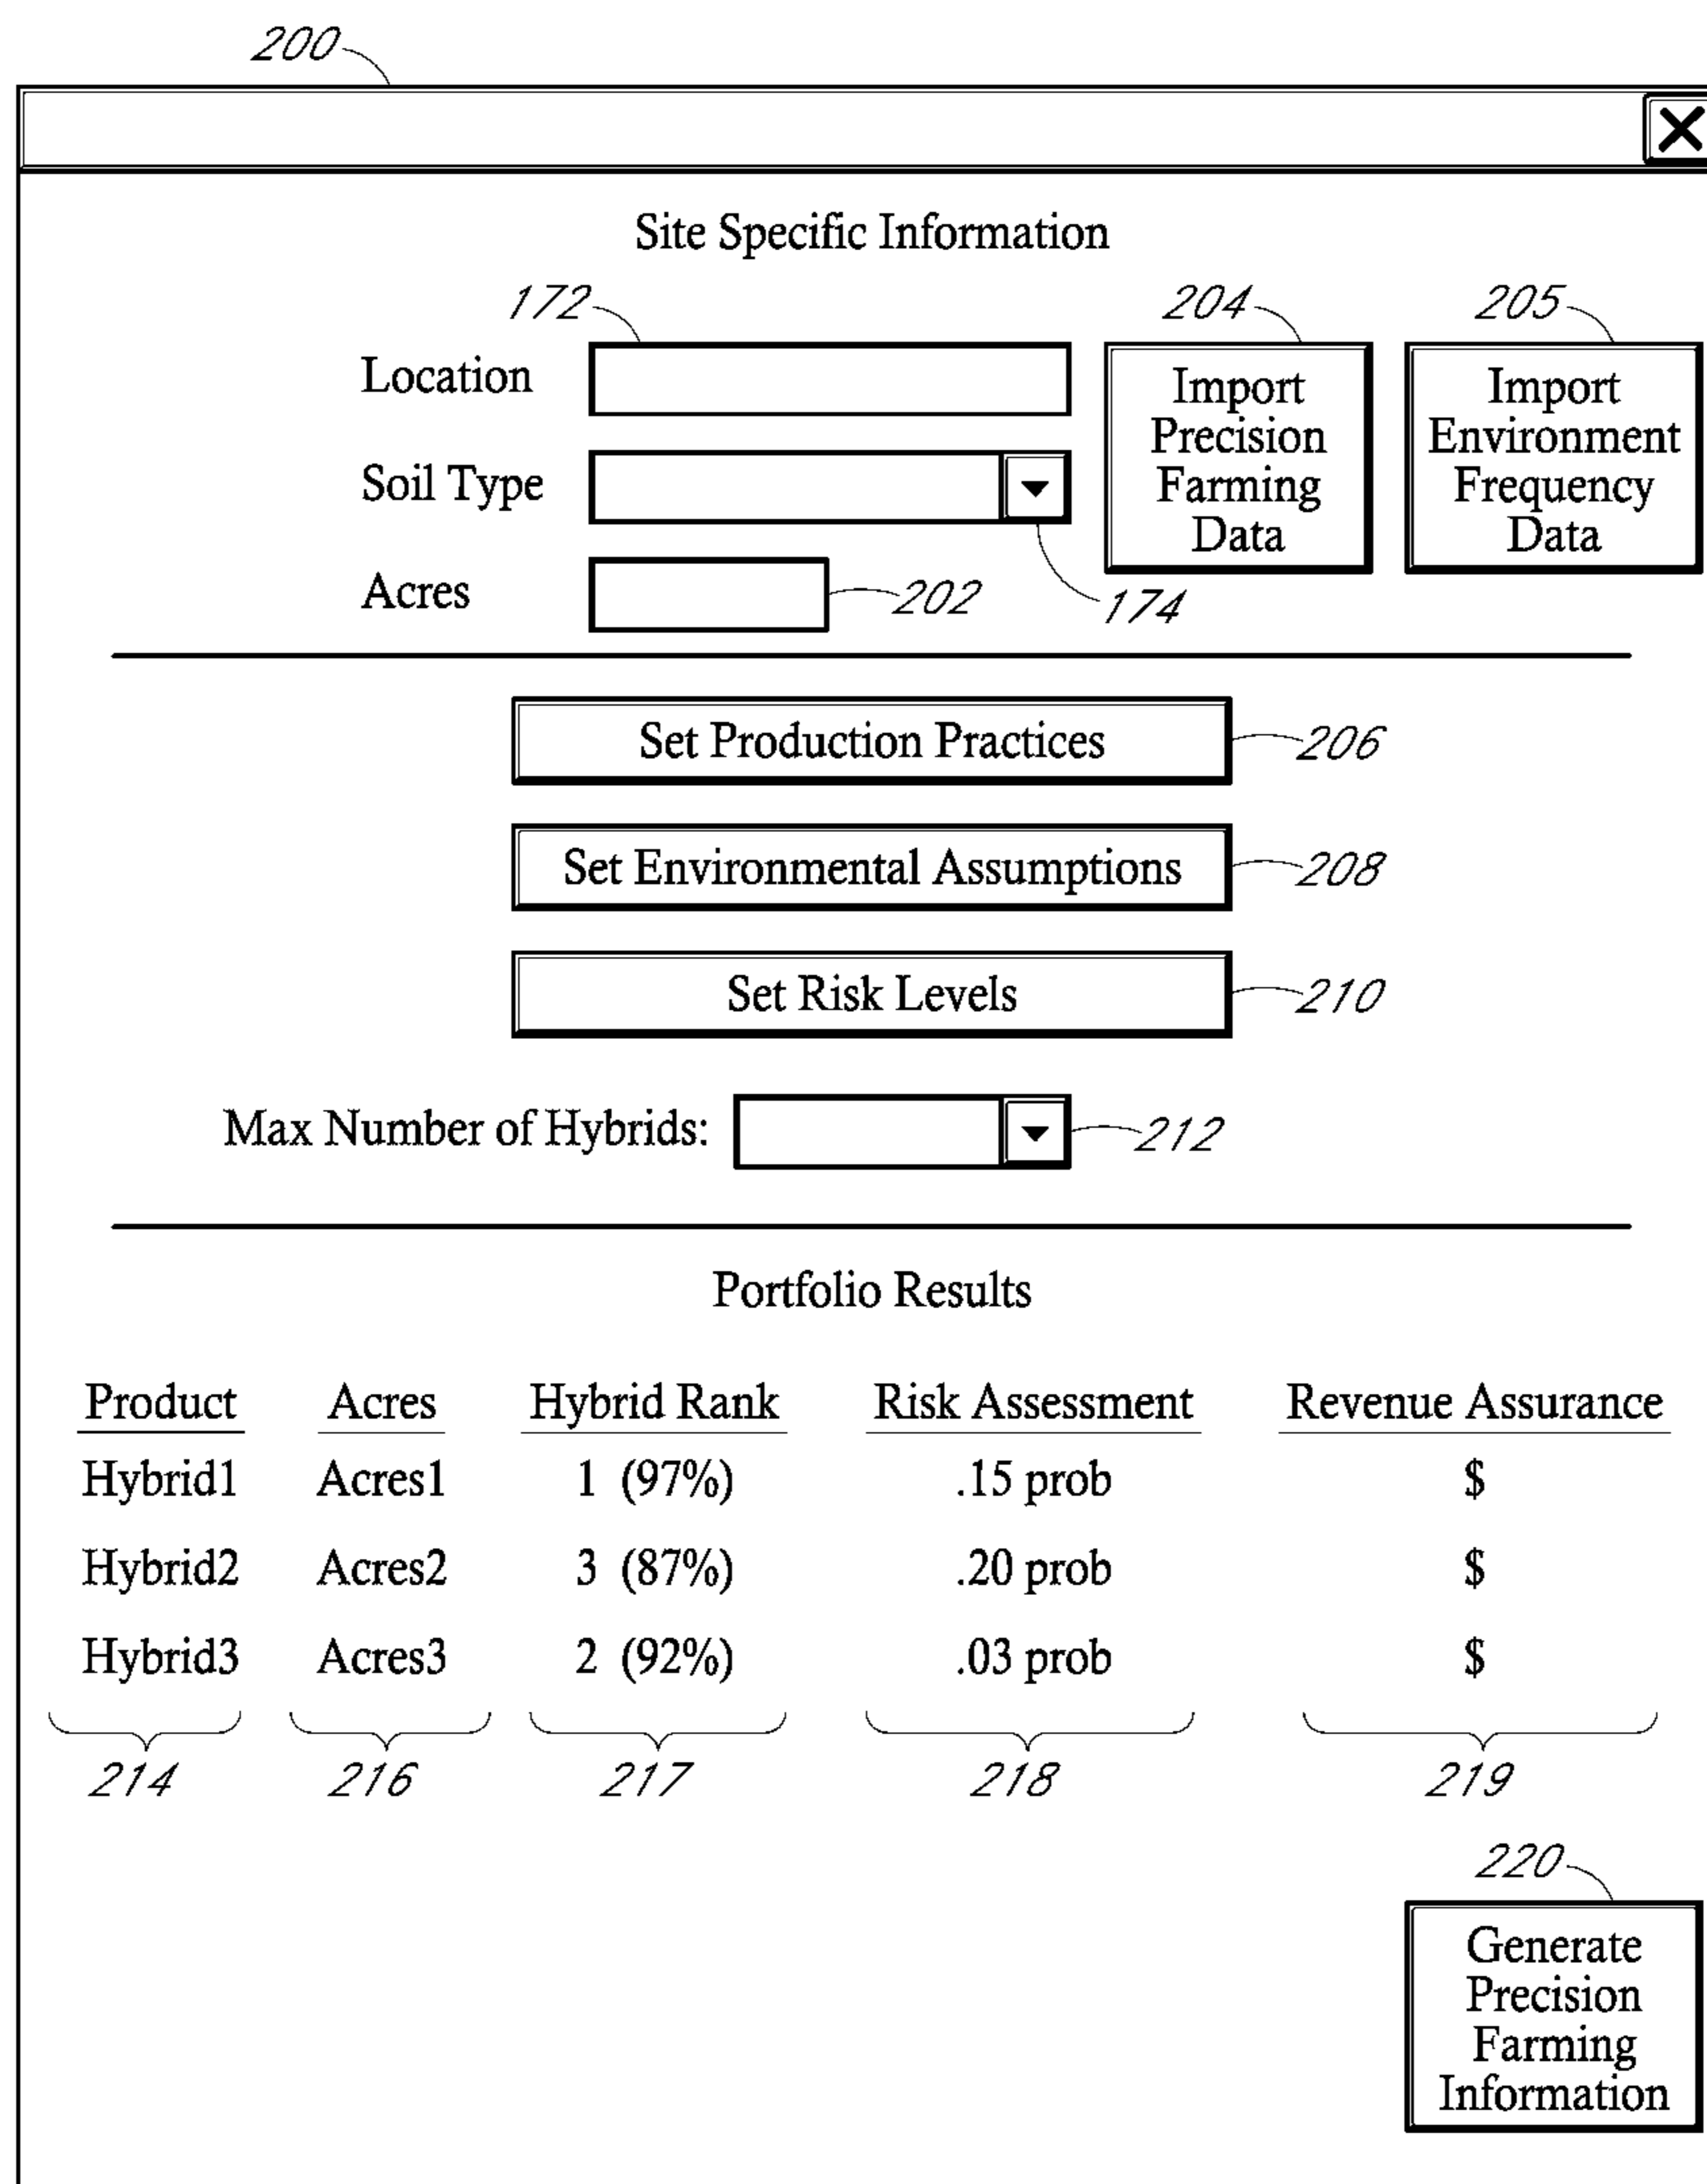 200
Site Specific Information
172
204
205
Location
Import
Precision
Farming
Data
Import
Environment
Frequency
Data
Soil Type
174
Acres
202
Set Production Practices
206
Set Environmental Assumptions
208
Set Risk Levels
210
Max Number of Hybrids:
212
Portfolio Results
Product Acres Hybrid Rank Risk Assessment Revenue Assurance
Hybrid1 Acres1 1 (97%) .15 prob $
Hybrid2 Acres2 3 (87%) .20 prob $
Hybrid3 Acres3 2 (92%) .03 prob $
214 216 217 218 219
220
Generate
Precision
Farming
Information